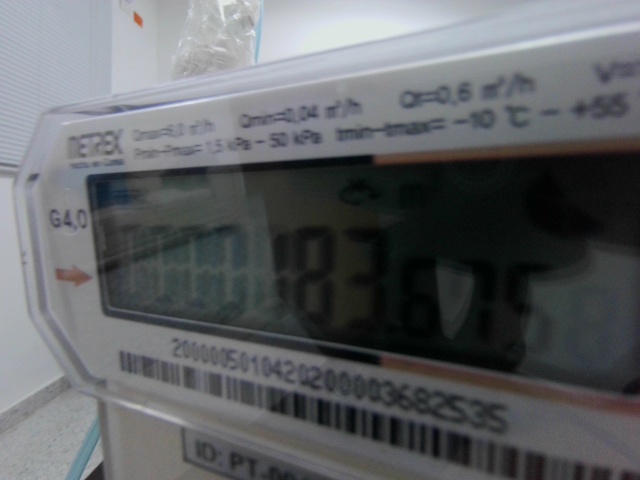 METREX Qmax=6,0 m³/h Qmin=0,04 m³/h Qt=0,6 m³/h
Pmin-Pmax= 1,5 kPa - 50 kPa tmin-tmax= -10 °C - +55
G4,0
83.675
2000005010420200003682535
ID: PT-